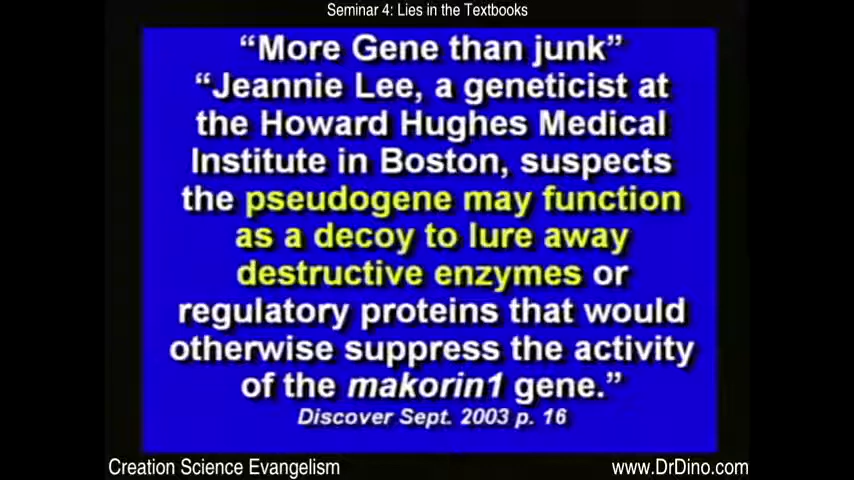 Seminar 4: Lies in the Textbooks
“More Gene than junk”
“Jeannie Lee, a geneticist at
the Howard Hughes Medical
Institute in Boston, suspects
the pseudogene may function
as a decoy to lure away
destructive enzymes or
regulatory proteins that would
otherwise suppress the activity
of the makorin1 gene.”
Discover Sept. 2003 p. 16
Creation Science Evangelism
www.DrDino.com